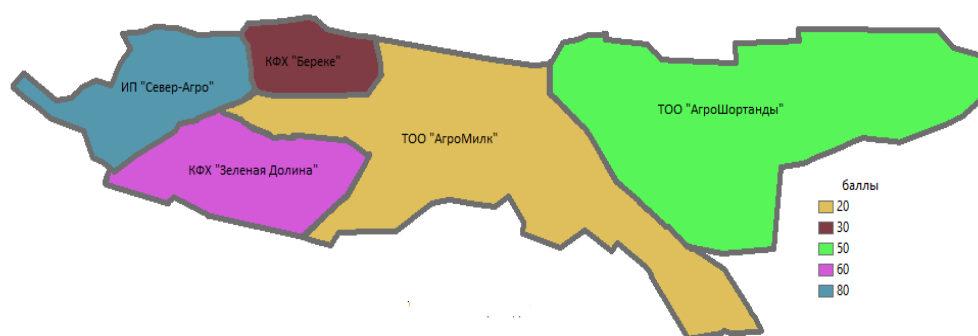 КФХ "Береке"
ИП "Север-Агро"
ТОО "АгроШортанды"
ТОО "АгроМилк"
КФХ "Зеленая Долина"
баллы
20
30
50
60
80